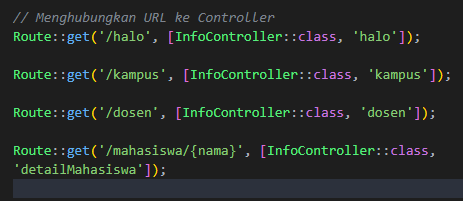 // Menghubungkan URL ke Controller
Route::get('/halo', [InfoController::class, 'halo']);
Route::get('/kampus', [InfoController::class, 'kampus']);
Route::get('/dosen', [InfoController::class, 'dosen']);
Route::get('/mahasiswa/{nama}', [InfoController::class,
'detailMahasiswa']);